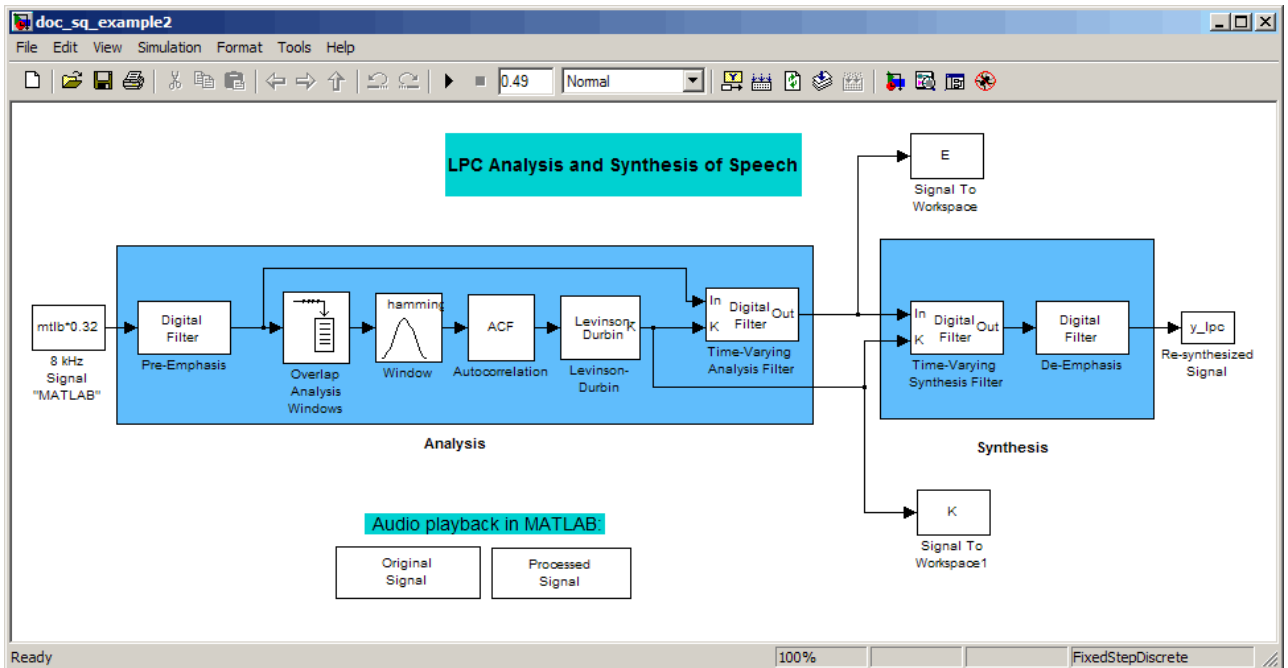 doc_sq_example2
File Edit View Simulation Format Tools Help
0.49
Normal
LPC Analysis and Synthesis of Speech
E
Signal To
Workspace
mtlb*0.32
8 kHz
Signal
"MATLAB"
Digital
Filter
Pre-Emphasis
Overlap
Analysis
Windows
hamming
Window
ACF
Autocorrelation
Levinson
Durbin
K
Levinson-
Durbin
In
K
Digital
Filter
Out
Time-Varying
Analysis Filter
In
K
Digital
Filter
Out
Time-Varying
Synthesis Filter
Digital
Filter
De-Emphasis
y_lpc
Re-synthesized
Signal
Analysis
Synthesis
K
Signal To
Workspace1
Audio playback in MATLAB:
Original
Signal
Processed
Signal
Ready
100%
FixedStepDiscrete